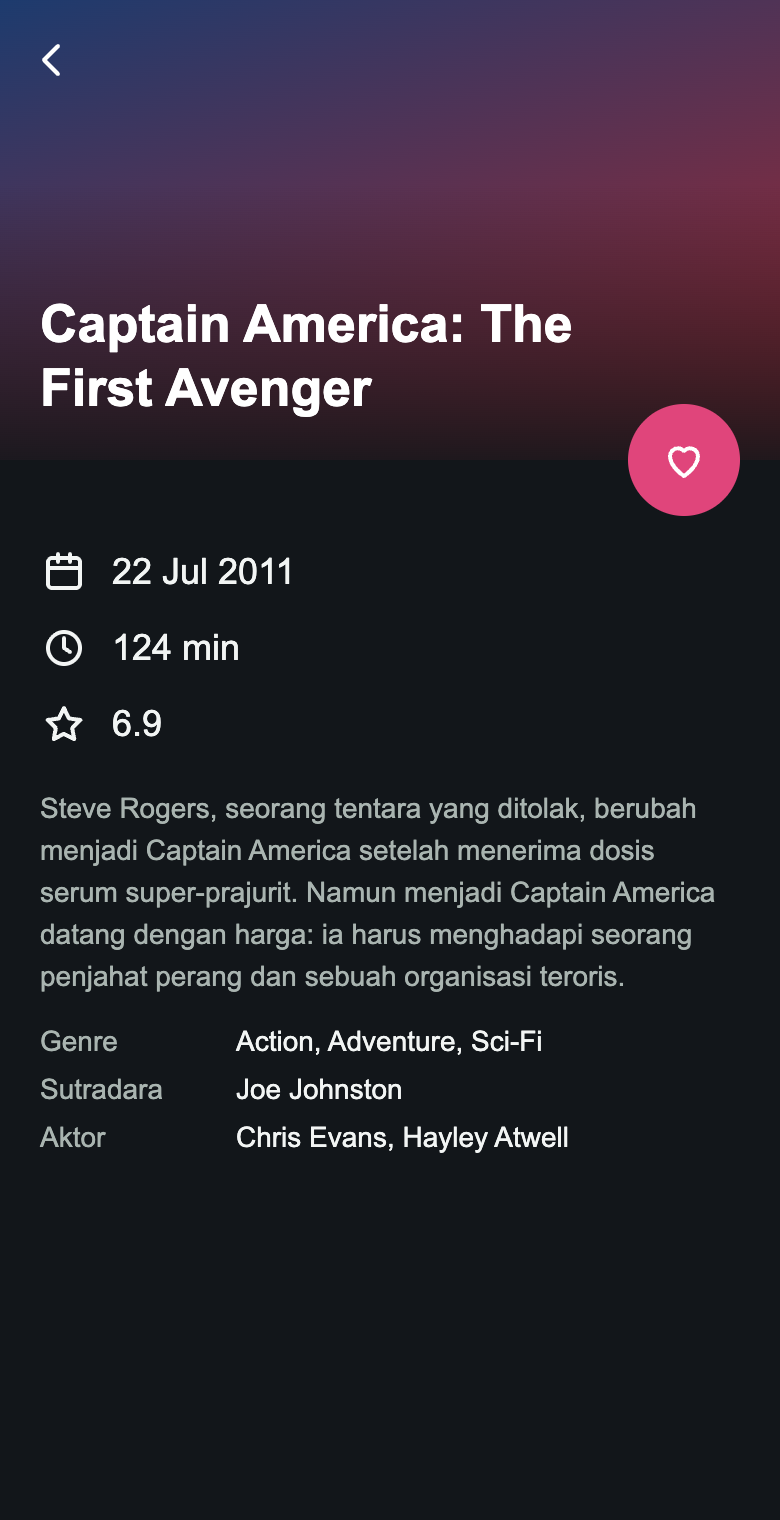 Captain America: The
First Avenger
22 Jul 2011
124 min
6.9
Steve Rogers, seorang tentara yang ditolak, berubah
menjadi Captain America setelah menerima dosis
serum super-prajurit. Namun menjadi Captain America
datang dengan harga: ia harus menghadapi seorang
penjahat perang dan sebuah organisasi teroris.
Genre Action, Adventure, Sci-Fi
Sutradara Joe Johnston
Aktor Chris Evans, Hayley Atwell